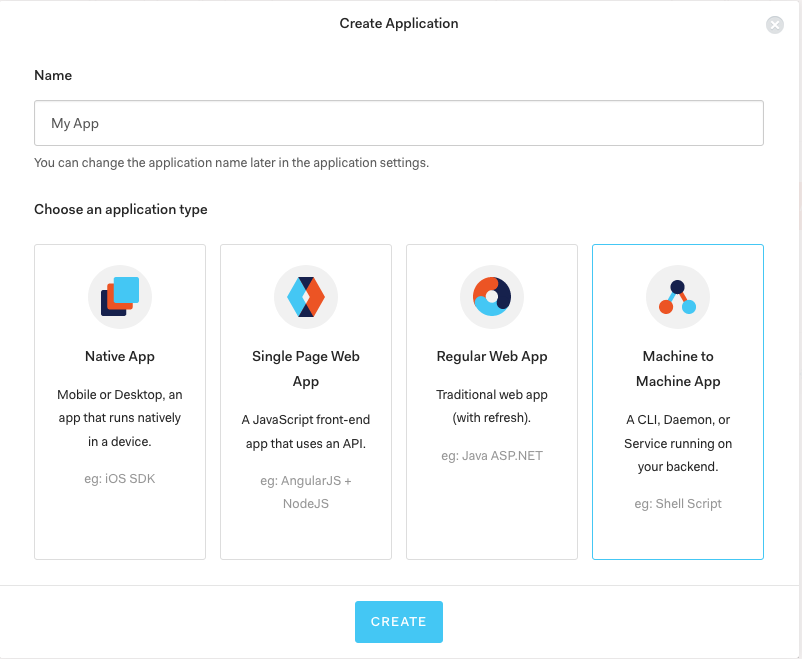 Create Application
Name
My App
You can change the application name later in the application settings.
Choose an application type
Native App
Mobile or Desktop, an
app that runs natively
in a device.
eg: iOS SDK
Single Page Web
App
A JavaScript front-end
app that uses an API.
eg: AngularJS +
NodeJS
Regular Web App
Traditional web app
(with refresh).
eg: Java ASP.NET
Machine to
Machine App
A CLI, Daemon, or
Service running on
your backend.
eg: Shell Script
CREATE